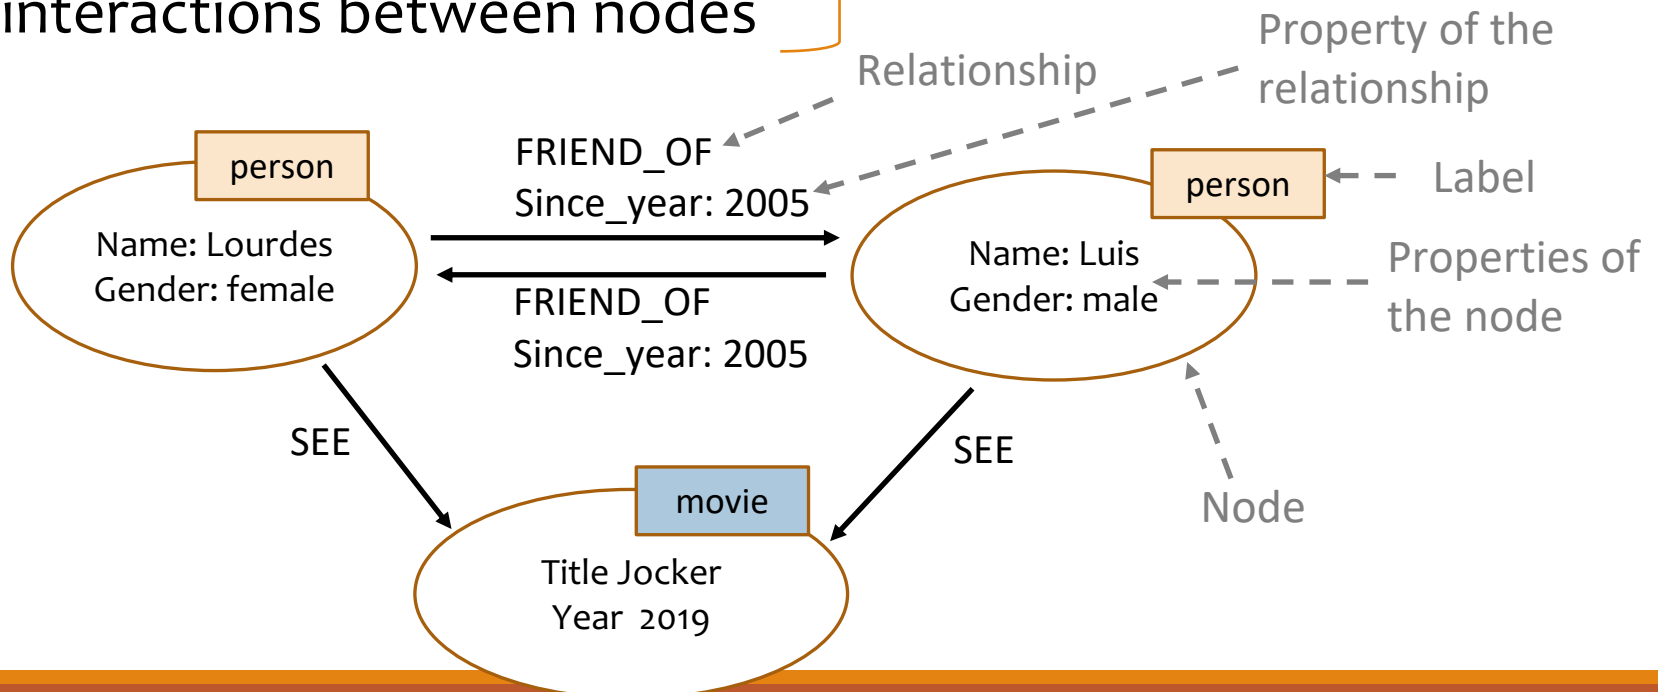 interactions between nodes
Relationship
Property of the
relationship
person
FRIEND_OF
Since_year: 2005
person
Label
Name: Lourdes
Gender: female
Name: Luis
Gender: male
Properties of
the node
FRIEND_OF
Since_year: 2005
SEE
SEE
movie
Node
Title Jocker
Year 2019